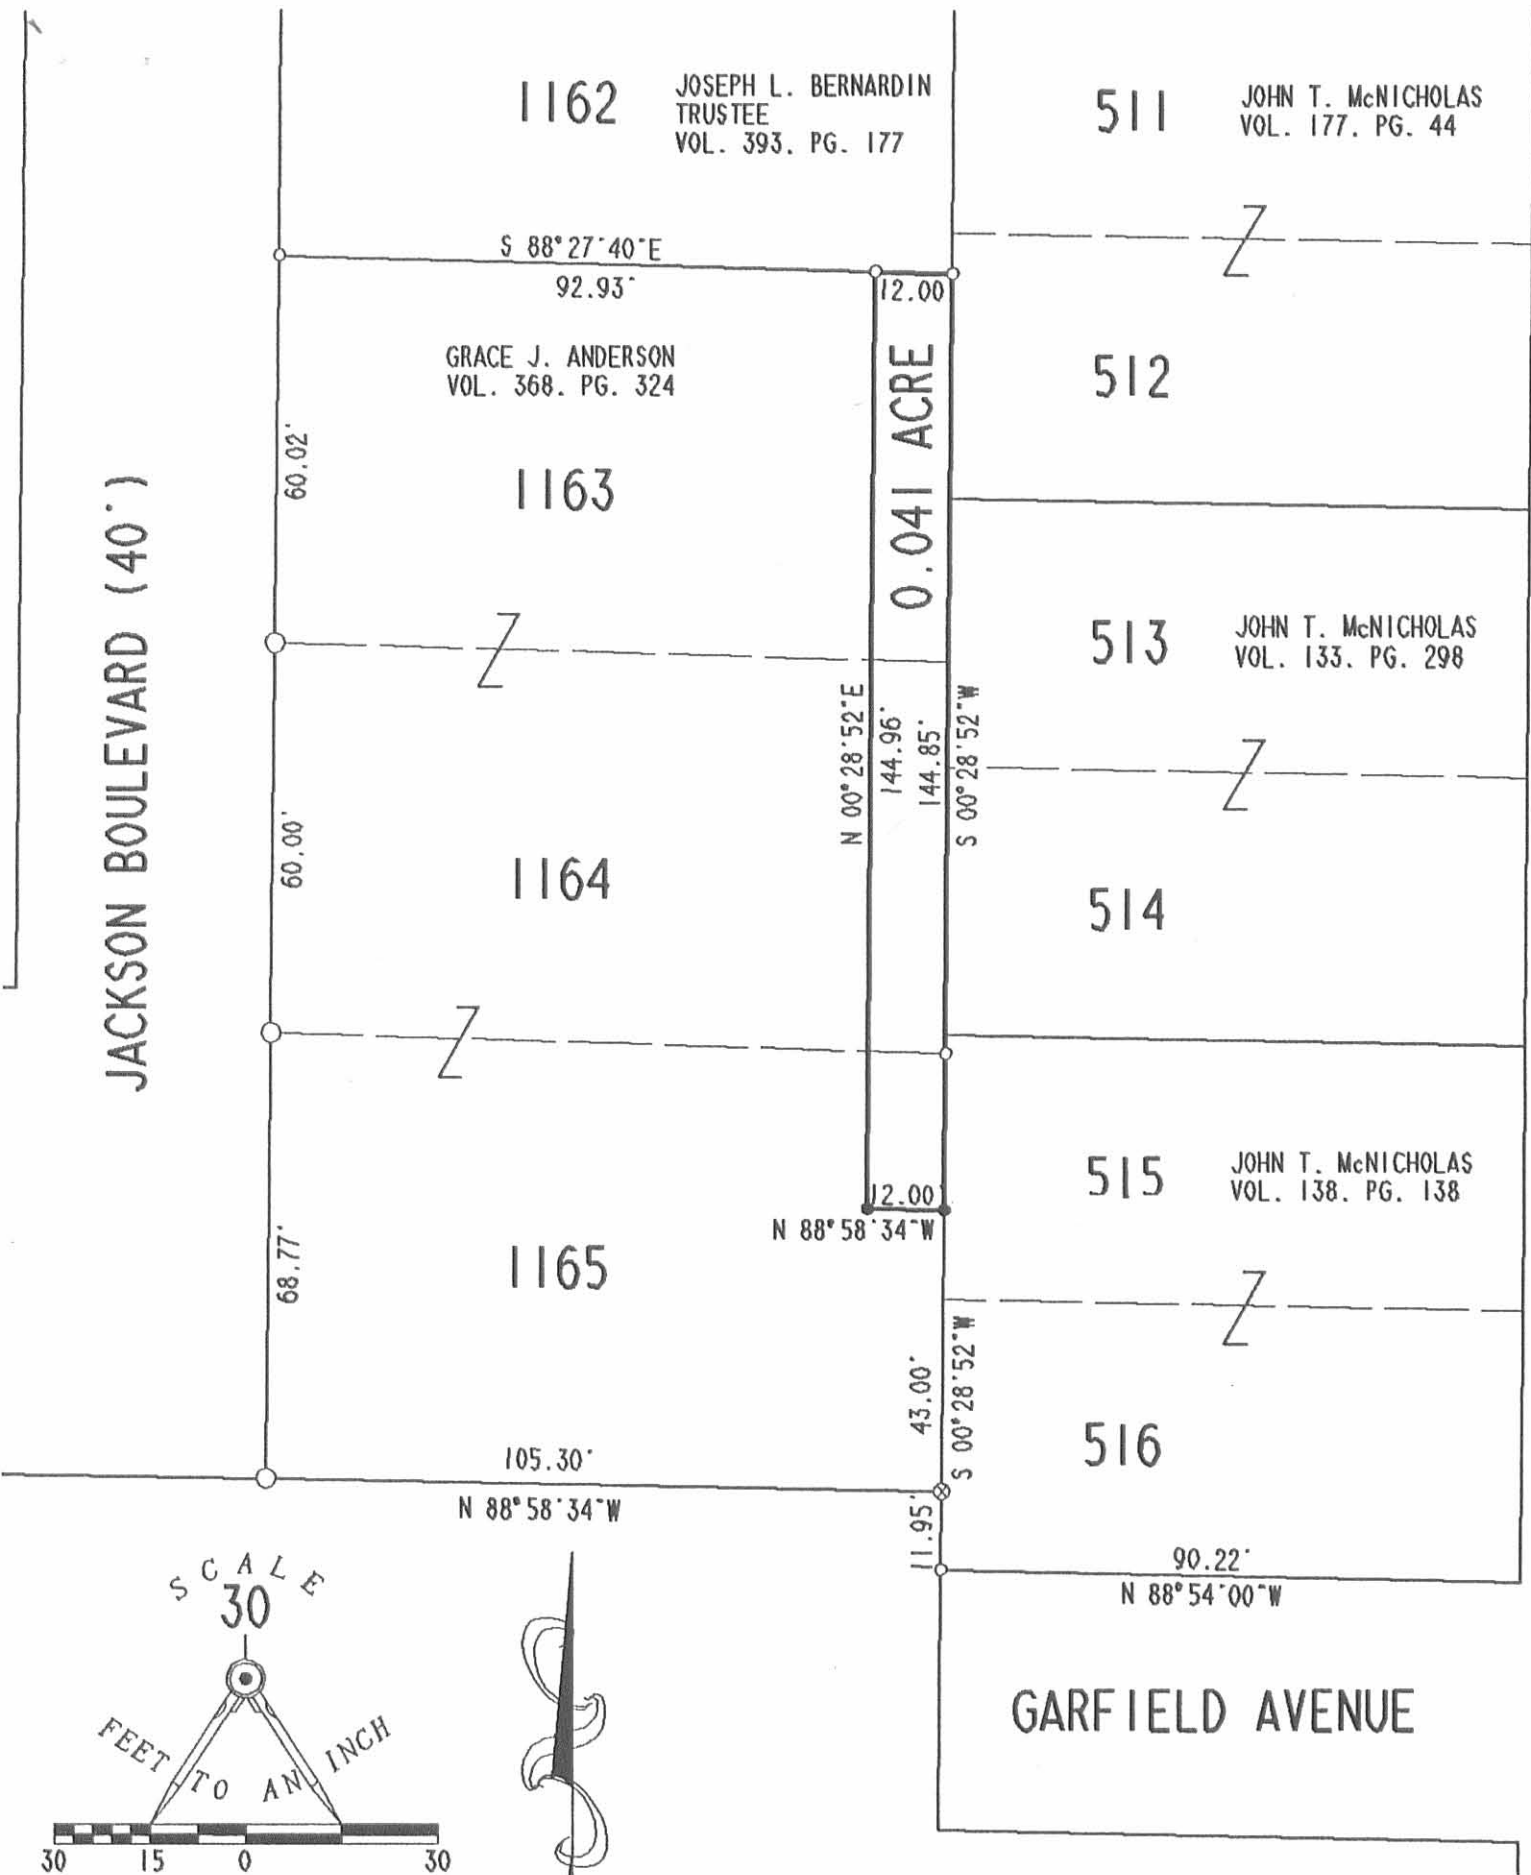 1162
JOSEPH L. BERNARDIN
TRUSTEE
VOL. 393. PG. 177
511
JOHN T. McNICHOLAS
VOL. 177. PG. 44
S 88°27'40"E
92.93'
12.00
GRACE J. ANDERSON
VOL. 368. PG. 324
60.02'
1163
0.041 ACRE
512
JACKSON BOULEVARD (40')
513
JOHN T. McNICHOLAS
VOL. 133. PG. 298
N 00°28'52"E
144.96'
144.85'
S 00°28'52"W
60.00'
1164
514
68.77'
1165
12.00
N 88°58'34"W
515
JOHN T. McNICHOLAS
VOL. 138. PG. 138
43.00'
S 00°28'52"W
516
105.30'
N 88°58'34"W
11.95'
90.22'
N 88°54'00"W
SCALE
30
FEET TO AN INCH
30 15 0 30
GARFIELD AVENUE